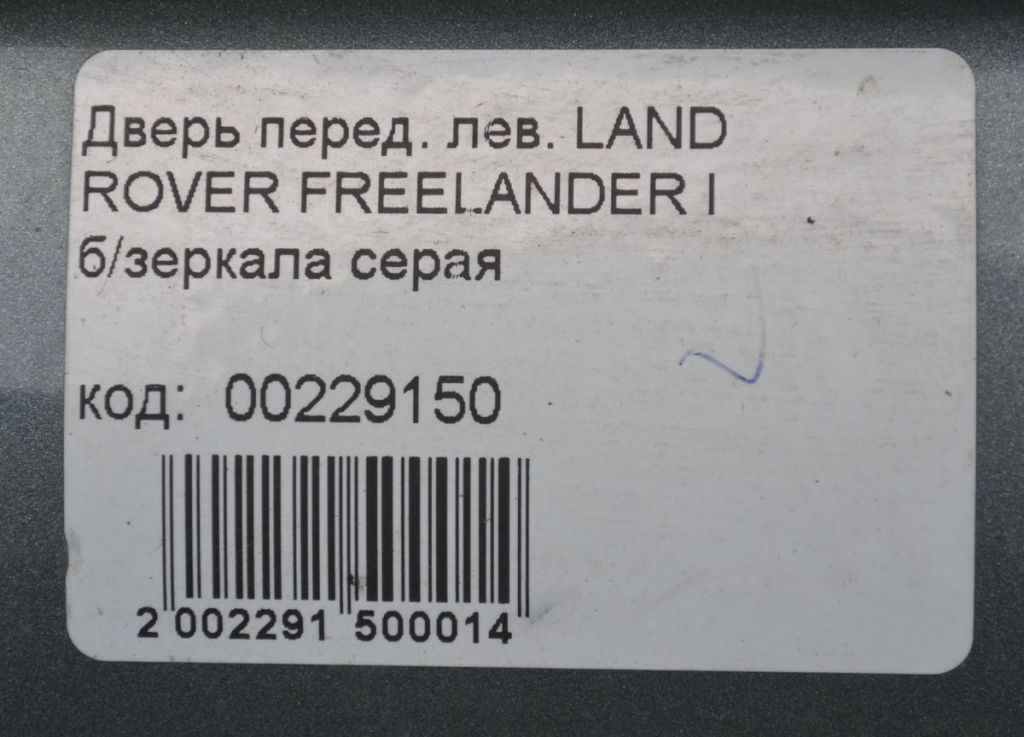 Дверь перед. лев. LAND
ROVER FREELANDER I
б/зеркала серая
код: 00229150
2 002291 500014